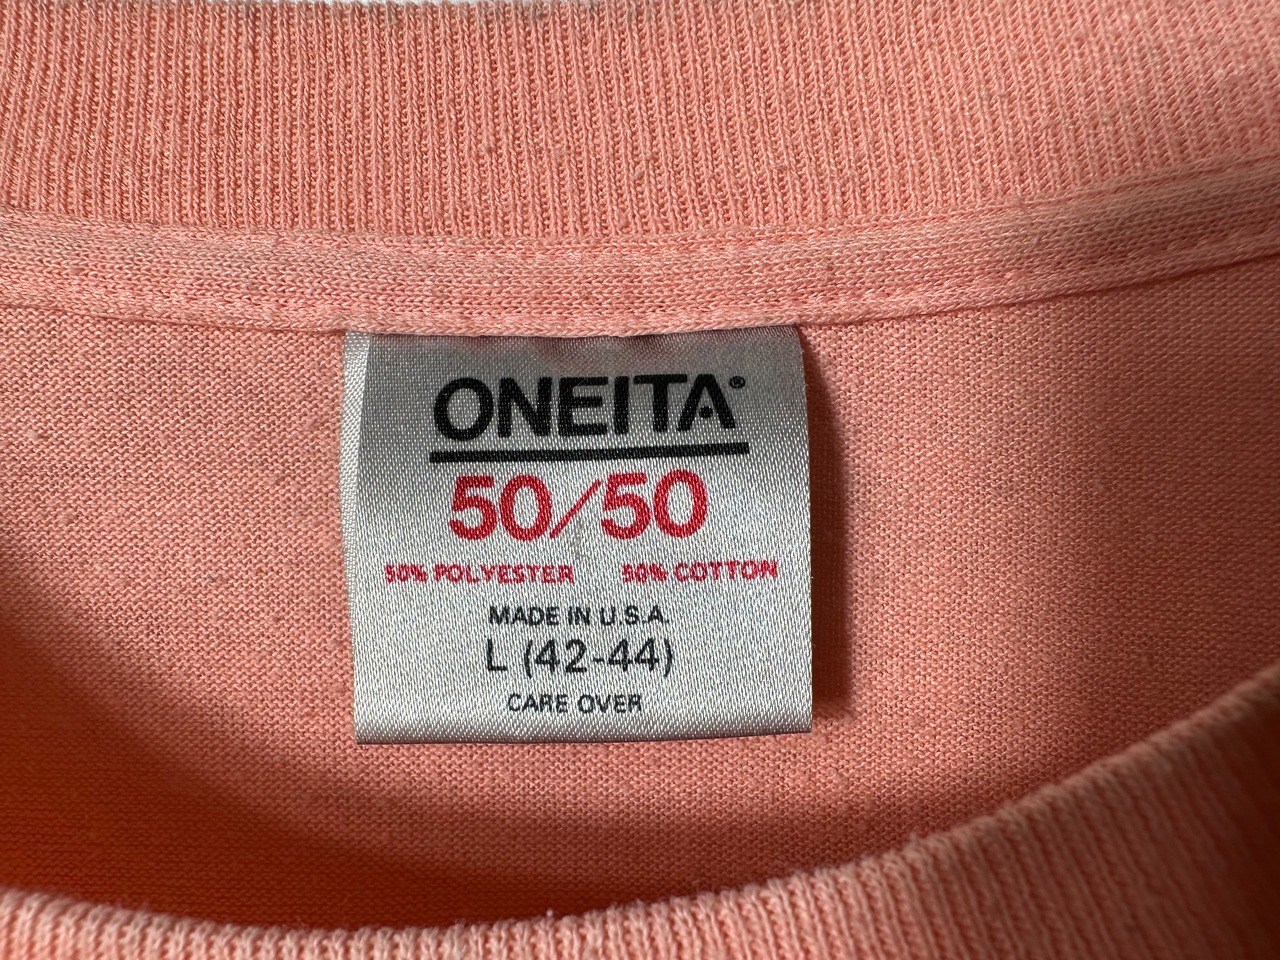 ONEITA®
50/50
50% POLYESTER 50% COTTON
MADE IN U.S.A.
L (42-44)
CARE OVER